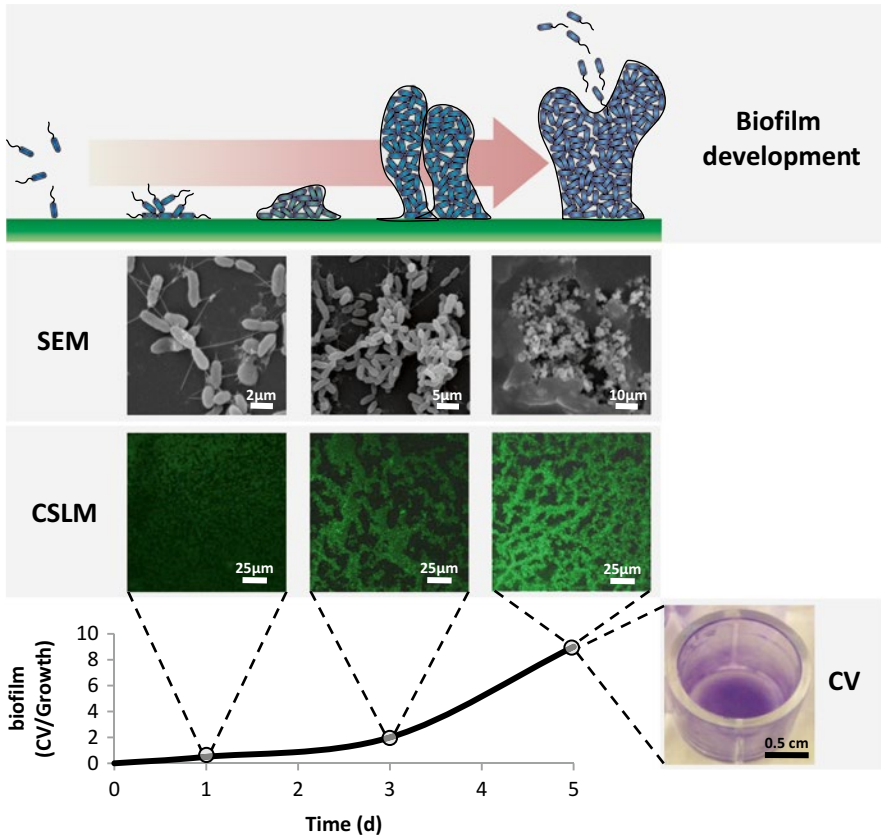 Biofilm
development
SEM
2µm
5µm
10µm
CSLM
25µm
25µm
25µm
biofilm
(CV/Growth)
10
8
6
4
2
0
0
1
2
3
4
5
Time (d)
CV
0.5 cm